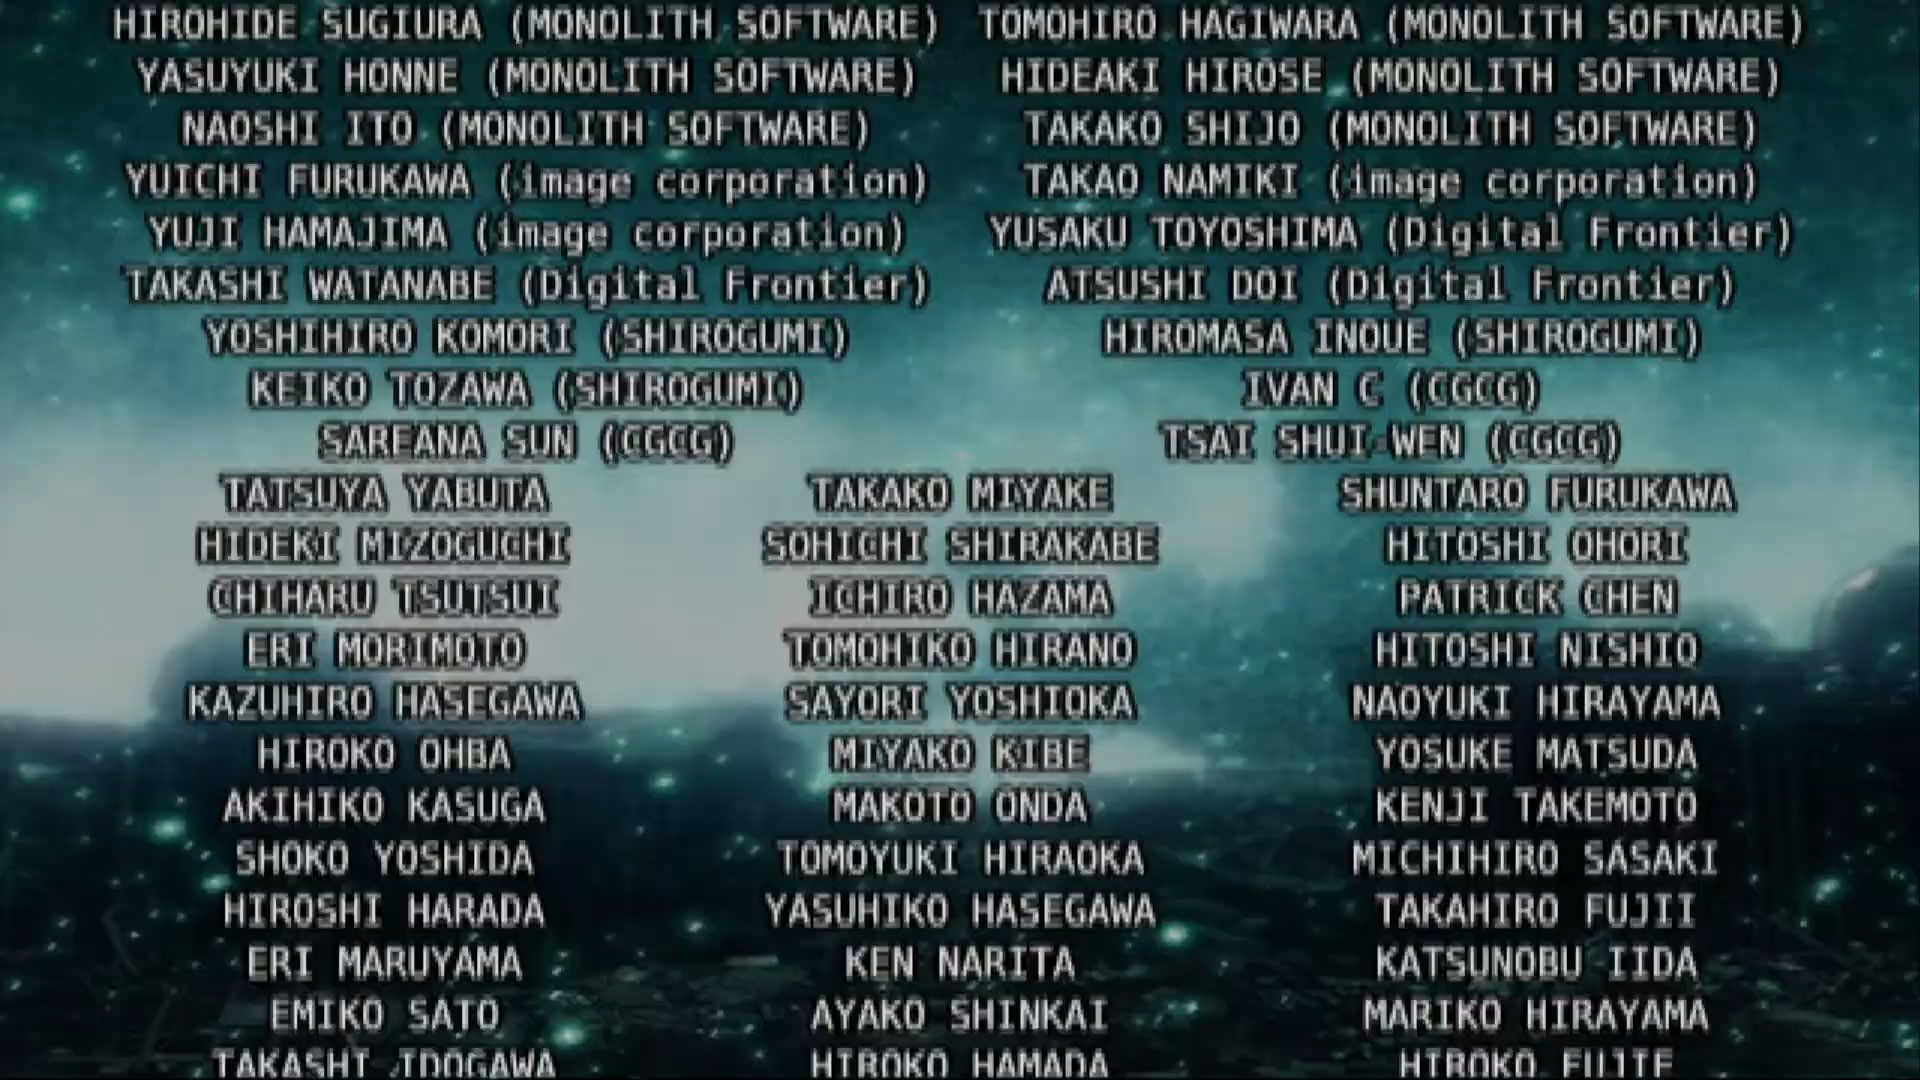 HIROHIDE SUGIURA (MONOLITH SOFTWARE) TOMOHIRO HAGIWARA (MONOLITH SOFTWARE)
YASUYUKI HONNE (MONOLITH SOFTWARE) HIDEAKI HIROSE (MONOLITH SOFTWARE)
NAOSHI ITO (MONOLITH SOFTWARE) TAKAKO SHIJO (MONOLITH SOFTWARE)
YUICHI FURUKAWA (image corporation) TAKAO NAMIKI (image corporation)
YUJI HAMAJIMA (image corporation) YUSAKU TOYOSHIMA (Digital Frontier)
TAKASHI WATANABE (Digital Frontier) ATSUSHI DOI (Digital Frontier)
YOSHIHIRO KOMORI (SHIROGUMI) HIROMASA INOUE (SHIROGUMI)
KEIKO TOZAWA (SHIROGUMI) IVAN C (CGCG)
SAREANA SUN (CGCG) TSAI SHUI-WEN (CGCG)
TATSUYA YABUTA TAKAKO MIYAKE SHUNTARO FURUKAWA
HIDEKI MIZOGUCHI SOHICHI SHIRAKABE HITOSHI OHORI
CHIHARU TSUTSUI ICHIRO HAZAMA PATRICK CHEN
ERI MORIMOTO TOMOHIKO HIRANO HITOSHI NISHIO
KAZUHIRO HASEGAWA SAYORI YOSHIOKA NAOYUKI HIRAYAMA
HIROKO OHBA MIYAKO KIBE YOSUKE MATSUDA
AKIHIKO KASUGA MAKOTO ONDA KENJI TAKEMOTO
SHOKO YOSHIDA TOMOYUKI HIRAOKA MICHIHIRO SASAKI
HIROSHI HARADA YASUHIKO HASEGAWA TAKAHIRO FUJII
ERI MARUYAMA KEN NARITA KATSUNOBU IIDA
EMIKO SATO AYAKO SHINKAI MARIKO HIRAYAMA
TAKASHI IDOGAWA HIROKO HAMADA HIROKO FUJIE